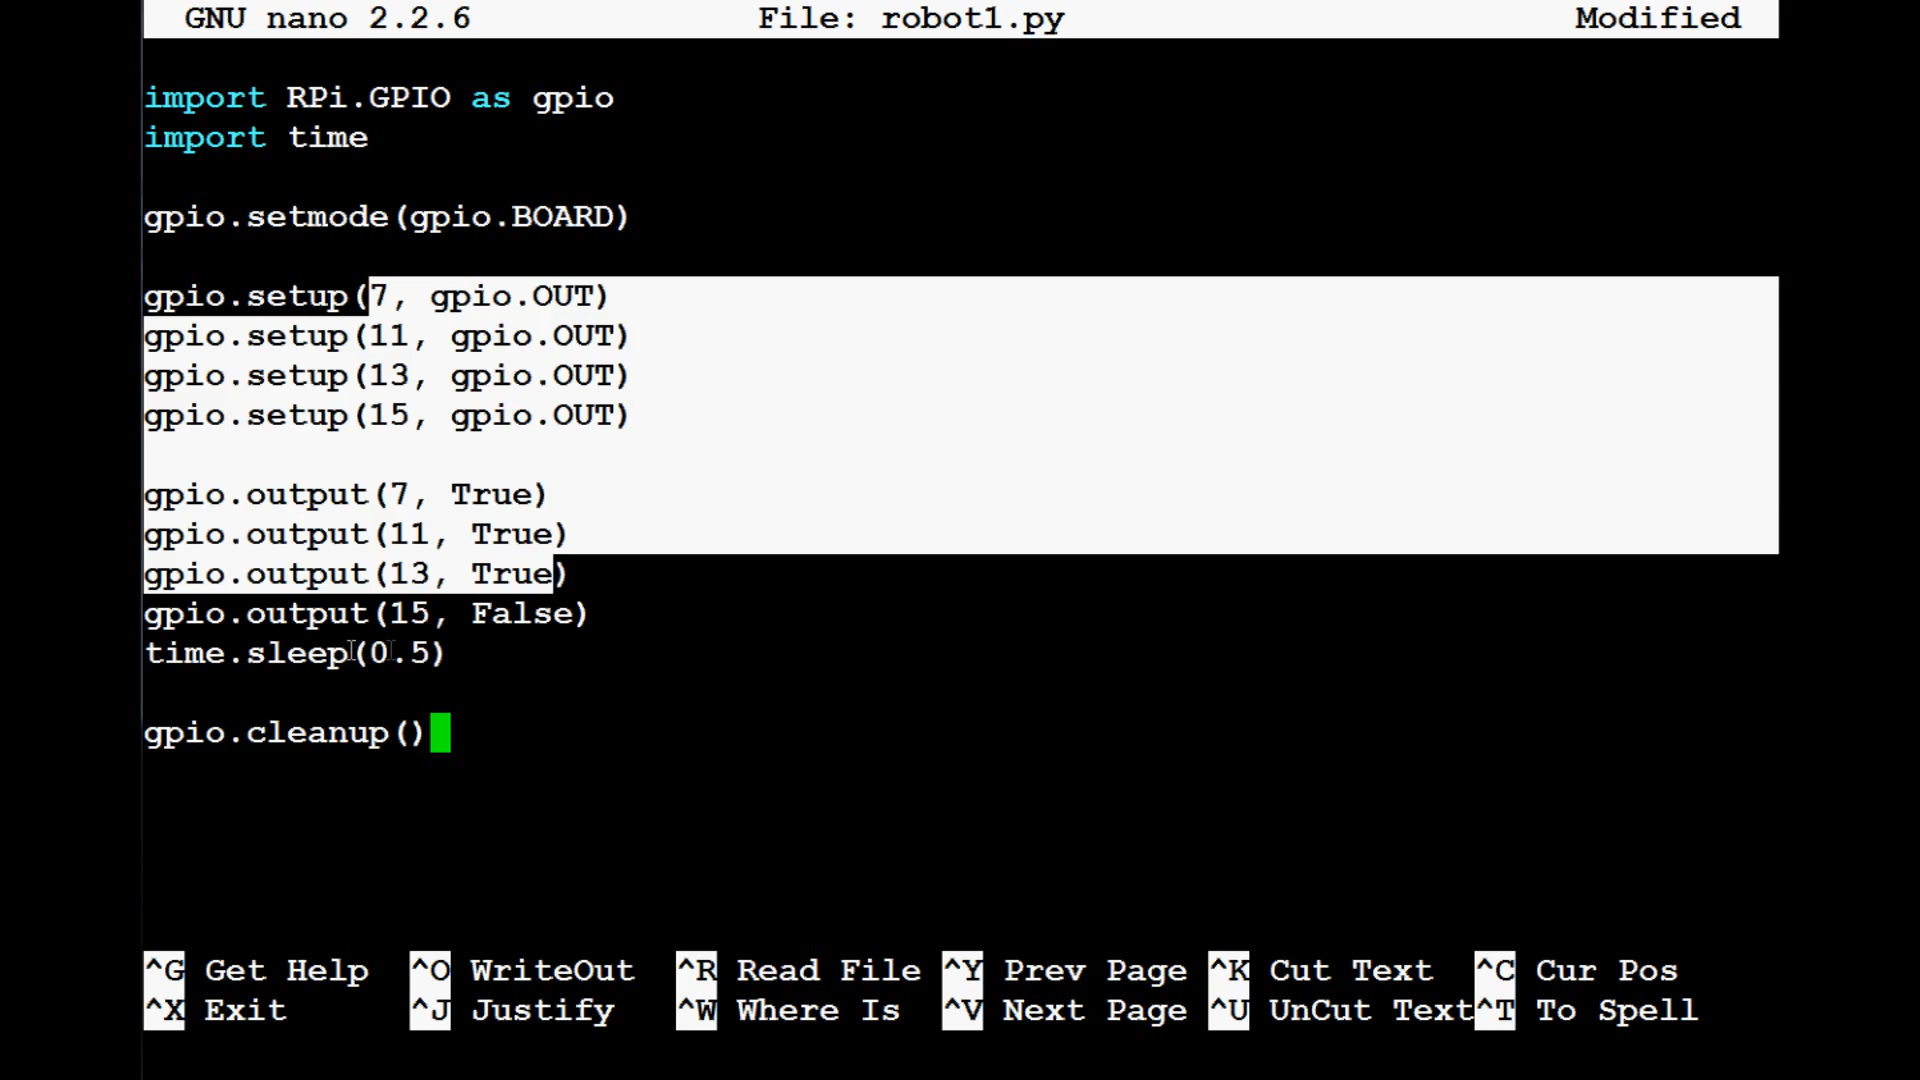 GNU nano 2.2.6 File: robot1.py Modified
import RPi.GPIO as gpio
import time
gpio.setmode(gpio.BOARD)
gpio.setup(7, gpio.OUT)
gpio.setup(11, gpio.OUT)
gpio.setup(13, gpio.OUT)
gpio.setup(15, gpio.OUT)
gpio.output(7, True)
gpio.output(11, True)
gpio.output(13, True)
gpio.output(15, False)
time.sleep(0.5)
gpio.cleanup()
^G Get Help ^O WriteOut ^R Read File ^Y Prev Page ^K Cut Text ^C Cur Pos
^X Exit ^J Justify ^W Where Is ^V Next Page ^U UnCut Text ^T To Spell